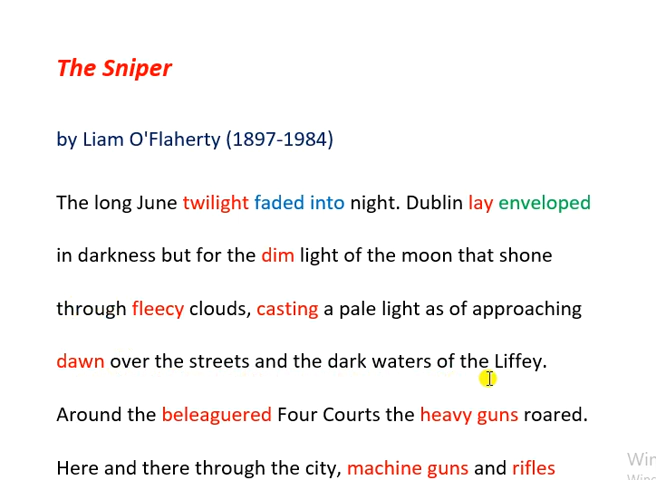 The Sniper
by Liam O'Flaherty (1897-1984)
The long June twilight faded into night. Dublin lay enveloped
in darkness but for the dim light of the moon that shone
through fleecy clouds, casting a pale light as of approaching
dawn over the streets and the dark waters of the Liffey.
Around the beleaguered Four Courts the heavy guns roared.
Here and there through the city, machine guns and rifles